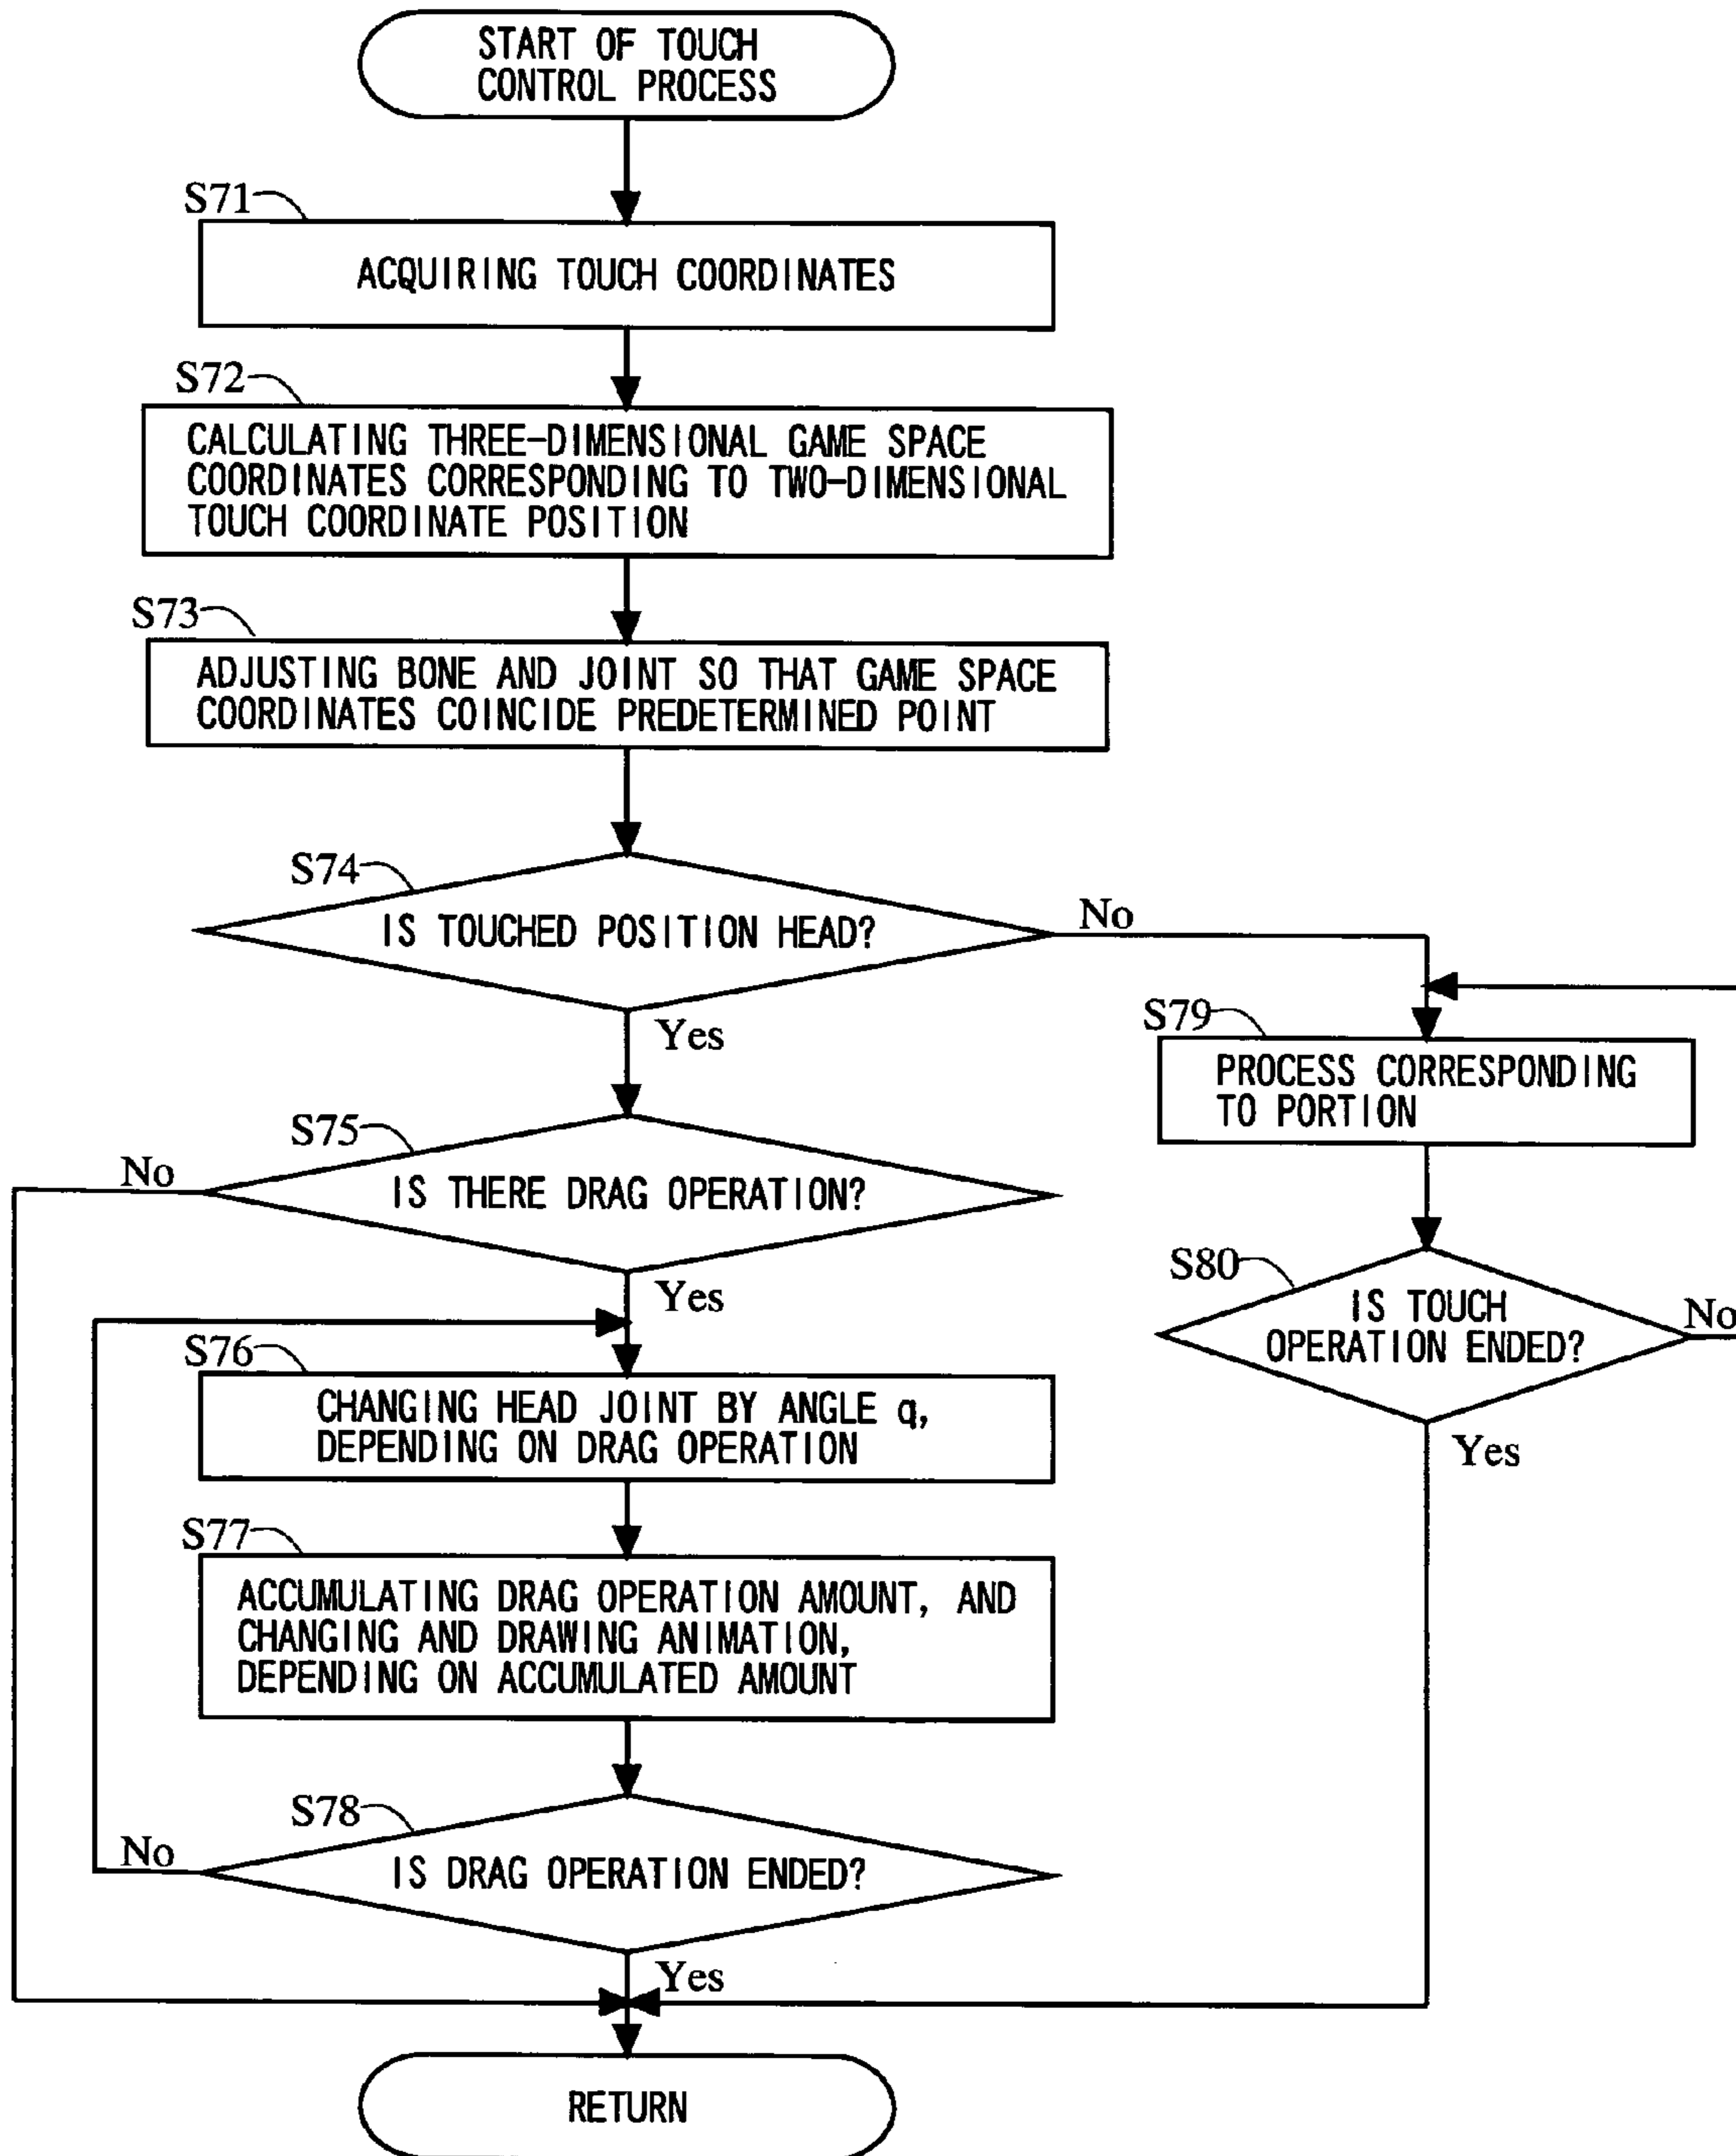 START OF TOUCH
CONTROL PROCESS
S71
ACQUIRING TOUCH COORDINATES
S72
CALCULATING THREE-DIMENSIONAL GAME SPACE
COORDINATES CORRESPONDING TO TWO-DIMENSIONAL
TOUCH COORDINATE POSITION
S73
ADJUSTING BONE AND JOINT SO THAT GAME SPACE
COORDINATES COINCIDE PREDETERMINED POINT
S74
IS TOUCHED POSITION HEAD?
No
Yes
S75
No
IS THERE DRAG OPERATION?
Yes
S76
CHANGING HEAD JOINT BY ANGLE q,
DEPENDING ON DRAG OPERATION
S77
ACCUMULATING DRAG OPERATION AMOUNT, AND
CHANGING AND DRAWING ANIMATION,
DEPENDING ON ACCUMULATED AMOUNT
S78
No
IS DRAG OPERATION ENDED?
Yes
S79
PROCESS CORRESPONDING
TO PORTION
S80
IS TOUCH
OPERATION ENDED?
No
Yes
RETURN